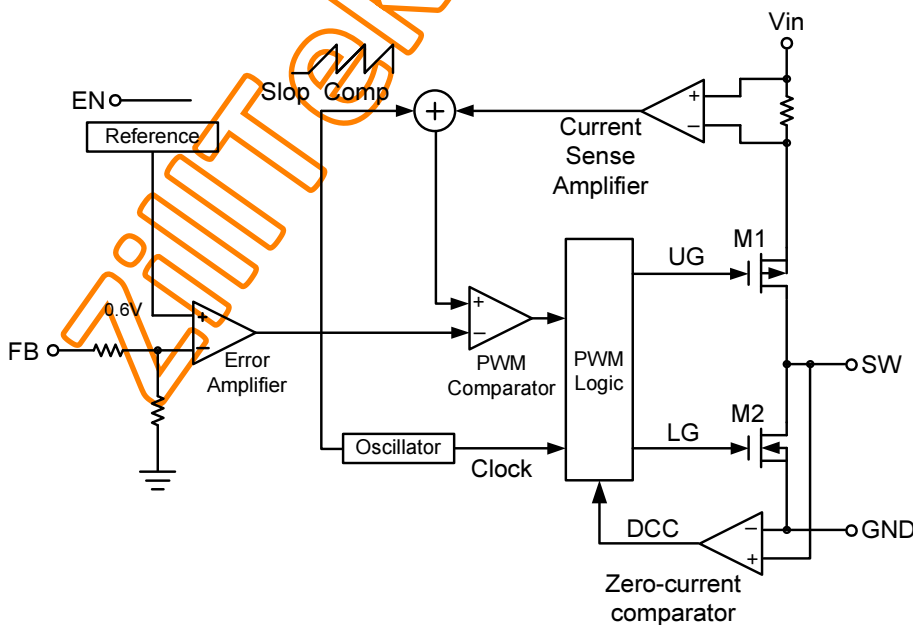 Vin
Slop Comp
EN
Reference
+
+
−
Current
Sense
Amplifier
M1
UG
0.6V
+
−
FB
Error
Amplifier
+
−
PWM
Comparator
PWM
Logic
SW
M2
LG
Oscillator
Clock
DCC
−
+
GND
Zero-current
comparator
ZillTek